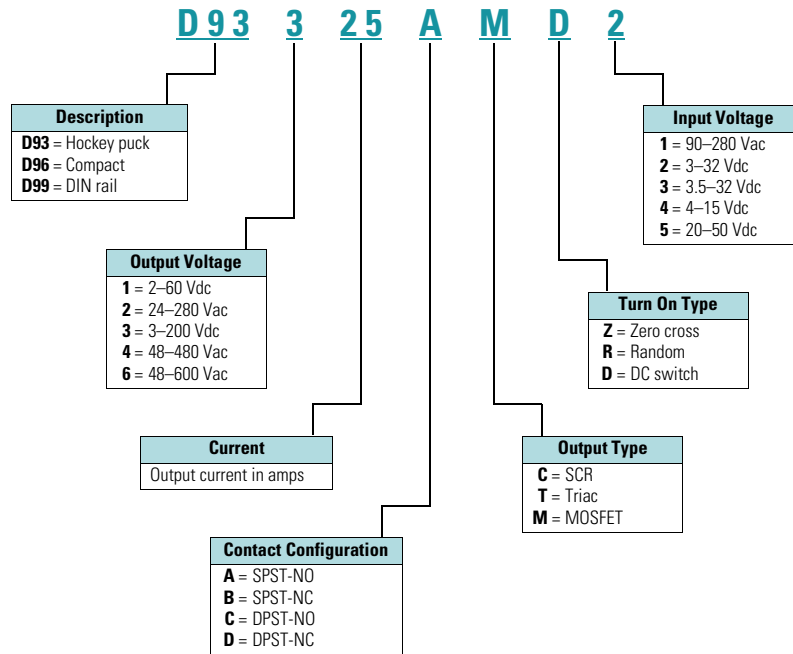 D93 3 25 A M D 2
Description
D93 = Hockey puck
D96 = Compact
D99 = DIN rail
Input Voltage
1 = 90–280 Vac
2 = 3–32 Vdc
3 = 3.5–32 Vdc
4 = 4–15 Vdc
5 = 20–50 Vdc
Output Voltage
1 = 2–60 Vdc
2 = 24–280 Vac
3 = 3–200 Vdc
4 = 48–480 Vac
6 = 48–600 Vac
Turn On Type
Z = Zero cross
R = Random
D = DC switch
Current
Output current in amps
Output Type
C = SCR
T = Triac
M = MOSFET
Contact Configuration
A = SPST-NO
B = SPST-NC
C = DPST-NO
D = DPST-NC